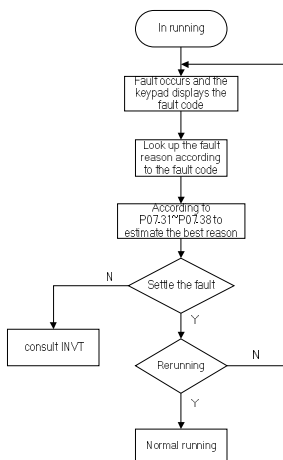 In running
Fault occurs and the
keypad displays the
fault code
Look up the fault
reason according
to the fault code
According to
P07.31~P07.38 to
estimate the best reason
Settle the fault
N
Y
consult INVT
Rerunning
N
Y
Normal running